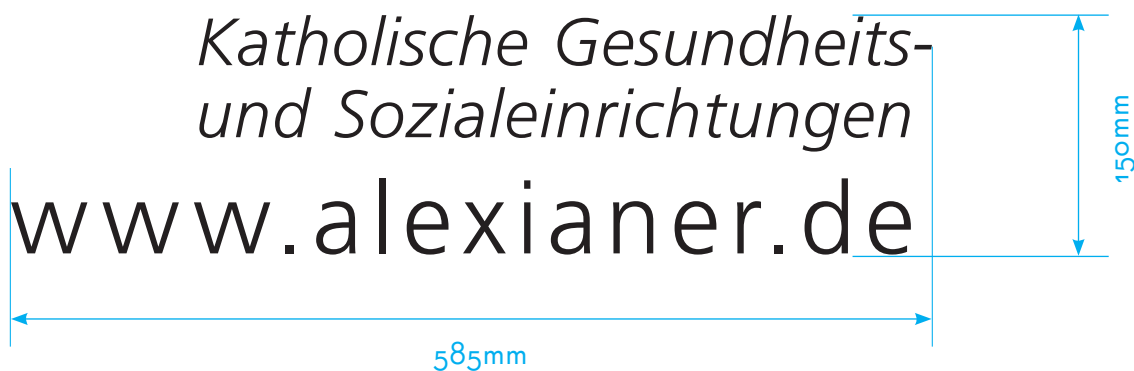 Katholische Gesundheits-
und Sozialeinrichtungen
www.alexianer.de
150mm
585mm